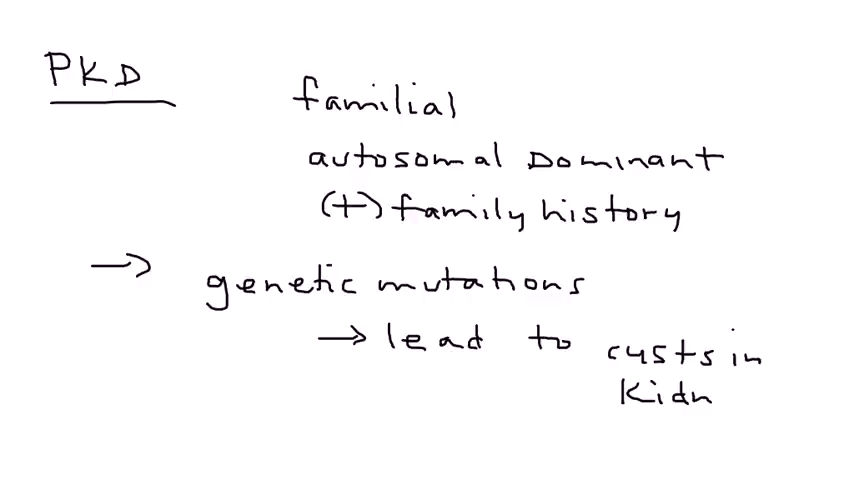 PKD
familial
autosomal Dominant
(+) family history
→ genetic mutations
→ lead to cysts in
Kidn